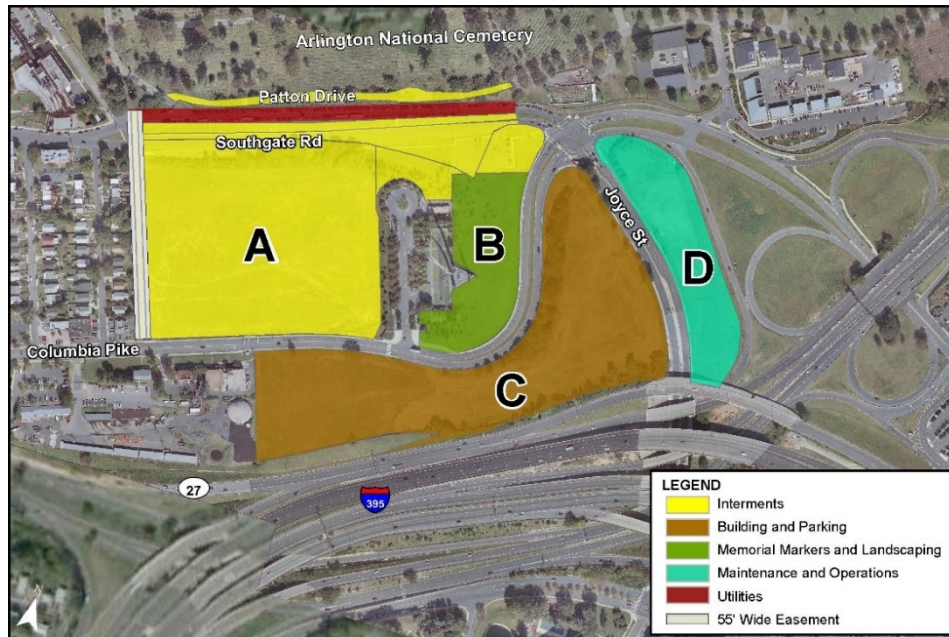 Arlington National Cemetery
Patton Drive
Southgate Rd
Joyce St
A
B
D
Columbia Pike
C
27
395
LEGEND
Interments
Building and Parking
Memorial Markers and Landscaping
Maintenance and Operations
Utilities
55' Wide Easement